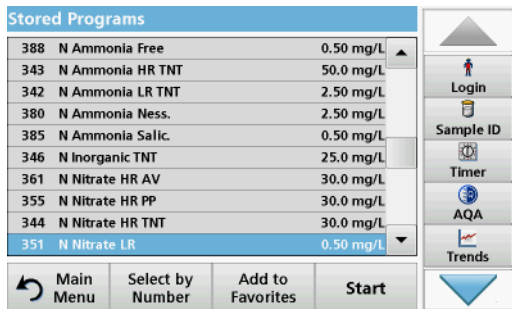 Stored Programs
388 N Ammonia Free 0.50 mg/L
343 N Ammonia HR TNT 50.0 mg/L
342 N Ammonia LR TNT 2.50 mg/L
380 N Ammonia Ness. 2.50 mg/L
385 N Ammonia Salic. 0.50 mg/L
346 N Inorganic TNT 25.0 mg/L
361 N Nitrate HR AV 30.0 mg/L
355 N Nitrate HR PP 30.0 mg/L
344 N Nitrate HR TNT 30.0 mg/L
351 N Nitrate LR 0.50 mg/L
Main
Menu
Select by
Number
Add to
Favorites
Start
Login
Sample ID
Timer
AQA
Trends